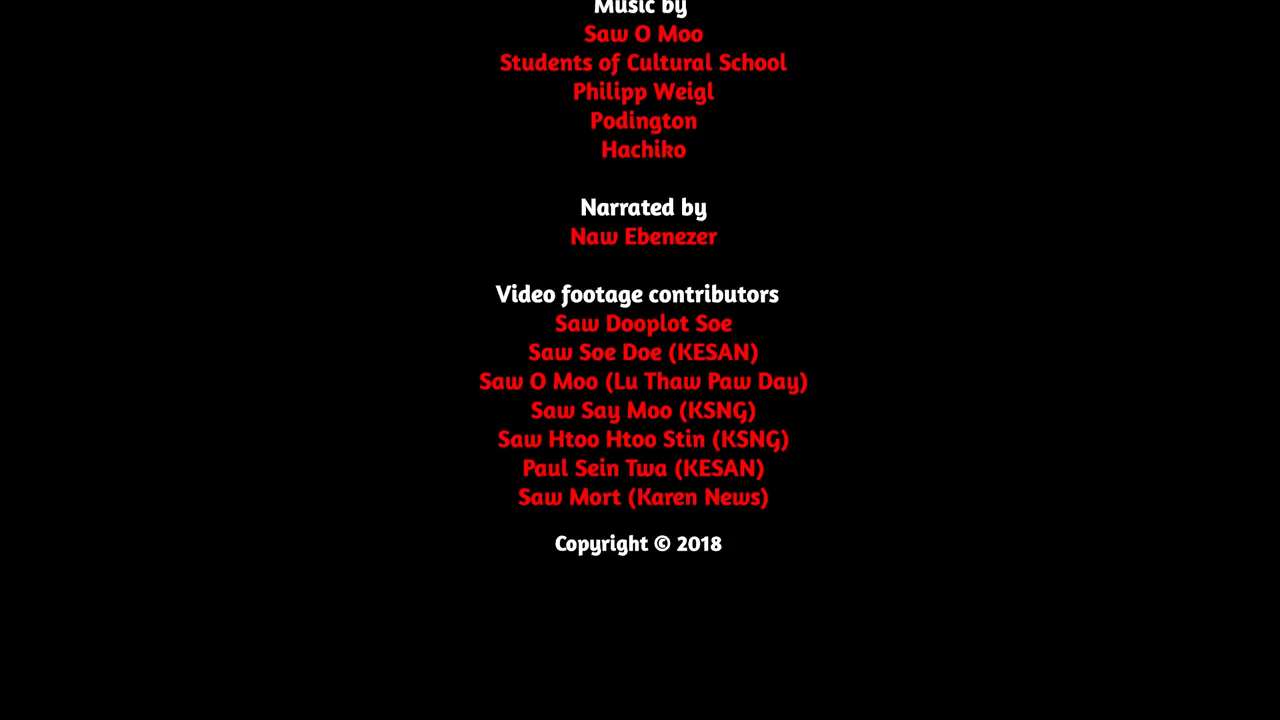 Music by
Saw O Moo
Students of Cultural School
Philipp Weigl
Podington
Hachiko
Narrated by
Naw Ebenezer
Video footage contributors
Saw Dooplot Soe
Saw Soe Doe (KESAN)
Saw O Moo (Lu Thaw Paw Day)
Saw Say Moo (KSNG)
Saw Htoo Htoo Stin (KSNG)
Paul Sein Twa (KESAN)
Saw Mort (Karen News)
Copyright © 2018